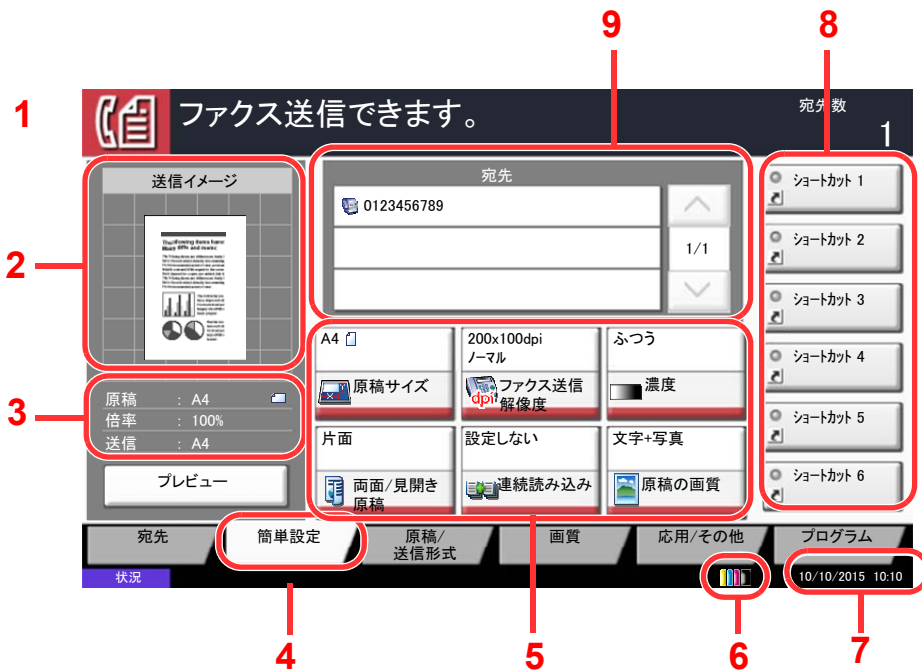 9
8
1
ファクス送信できます。
宛先数
1
送信イメージ
2
宛先
0123456789
1/1
ショートカット 1
ショートカット 2
ショートカット 3
ショートカット 4
ショートカット 5
ショートカット 6
3
原稿 : A4
倍率 : 100%
送信 : A4
プレビュー
A4
原稿サイズ
200x100dpi
ノーマル
dpi
ファクス送信
解像度
ふつう
濃度
片面
両面/見開き
原稿
設定しない
連続読み込み
文字+写真
原稿の画質
宛先
簡単設定
原稿/
送信形式
画質
応用/その他
プログラム
状況
10/10/2015 10:10
4
5
6
7